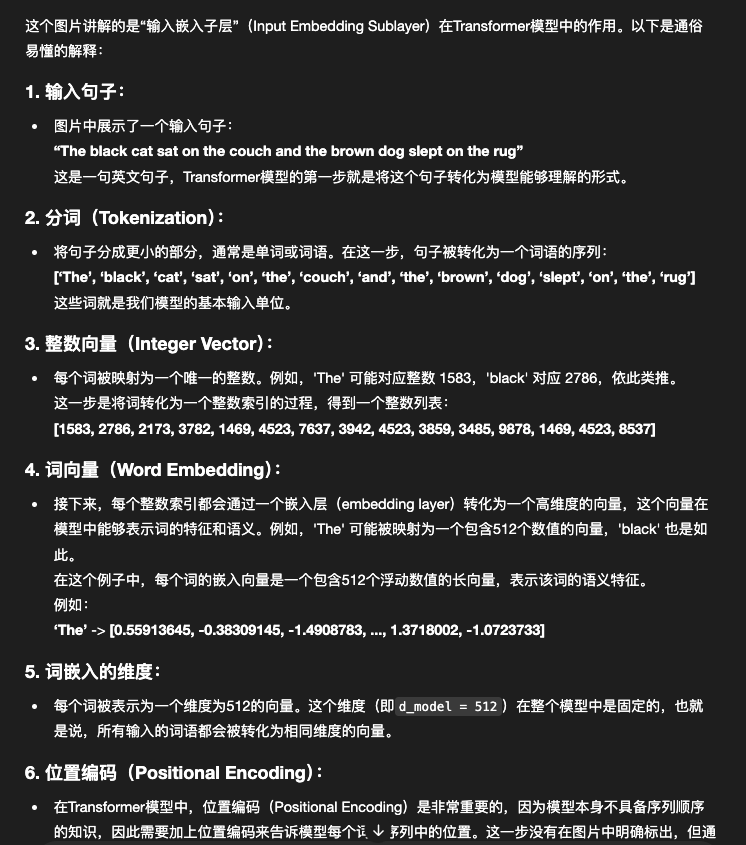 这个图片讲解的是“输入嵌入子层”（Input Embedding Sublayer）在Transformer模型中的作用。以下是通俗
易懂的解释：
1. 输入句子：
• 图片中展示了一个输入句子：
“The black cat sat on the couch and the brown dog slept on the rug”
这是一句英文句子，Transformer模型的第一步就是将这个句子转化为模型能够理解的形式。
2. 分词（Tokenization）：
• 将句子分成更小的部分，通常是单词或词语。在这一步，句子被转化为一个词语的序列：
[‘The’, ‘black’, ‘cat’, ‘sat’, ‘on’, ‘the’, ‘couch’, ‘and’, ‘the’, ‘brown’, ‘dog’, ‘slept’, ‘on’, ‘the’, ‘rug’]
这些词就是我们模型的基本输入单位。
3. 整数向量（Integer Vector）：
• 每个词被映射为一个唯一的整数。例如，'The' 可能对应整数 1583，'black' 对应 2786，依此类推。
这一步是将词转化为一个整数索引的过程，得到一个整数列表：
[1583, 2786, 2173, 3782, 1469, 4523, 7637, 3942, 4523, 3859, 3485, 9878, 1469, 4523, 8537]
4. 词向量（Word Embedding）：
• 接下来，每个整数索引都会通过一个嵌入层（embedding layer）转化为一个高维度的向量，这个向量在
模型中能够表示词的特征和语义。例如，'The' 可能被映射为一个包含512个数值的向量，'black' 也是如
此。
在这个例子中，每个词的嵌入向量是一个包含512个浮动数值的长向量，表示该词的语义特征。
例如：
‘The’ -> [0.55913645, -0.38309145, -1.4908783, ..., 1.3718002, -1.0723733]
5. 词嵌入的维度：
• 每个词被表示为一个维度为512的向量。这个维度（即 d_model = 512 ）在整个模型中是固定的，也就
是说，所有输入的词语都会被转化为相同维度的向量。
6. 位置编码（Positional Encoding）：
• 在Transformer模型中，位置编码（Positional Encoding）是非常重要的，因为模型本身不具备序列顺序
的知识，因此需要加上位置编码来告诉模型每个 序列中的位置。这一步没有在图片中明确标出，但通